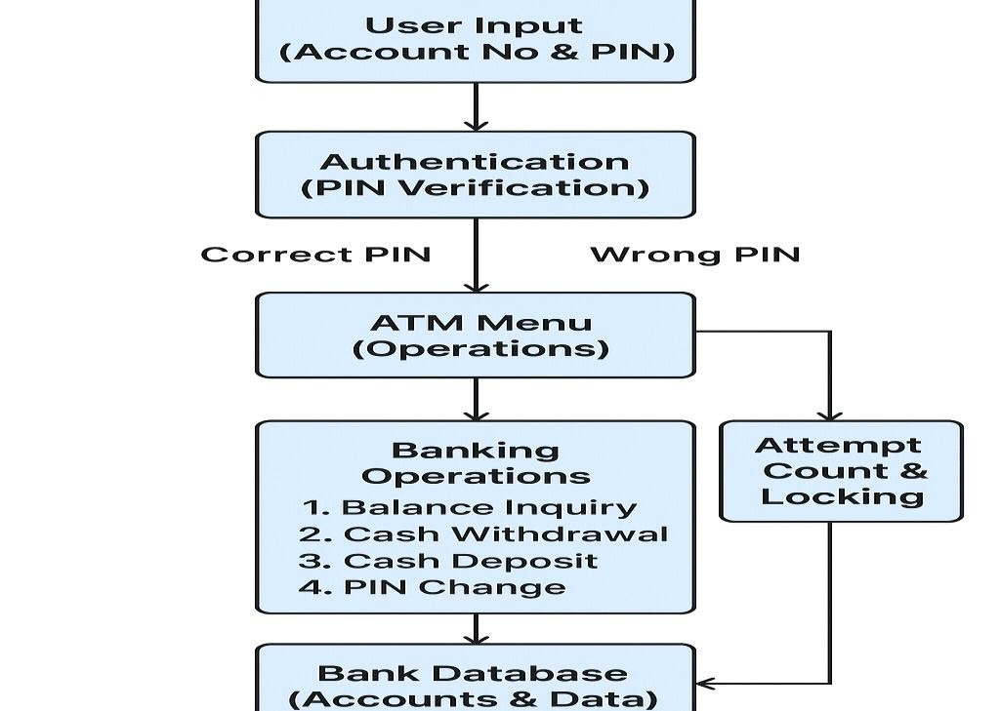 User Input
(Account No & PIN)
Authentication
(PIN Verification)
Correct PIN
Wrong PIN
ATM Menu
(Operations)
Banking
Operations
1. Balance Inquiry
2. Cash Withdrawal
3. Cash Deposit
4. PIN Change
Attempt
Count &
Locking
Bank Database
(Accounts & Data)